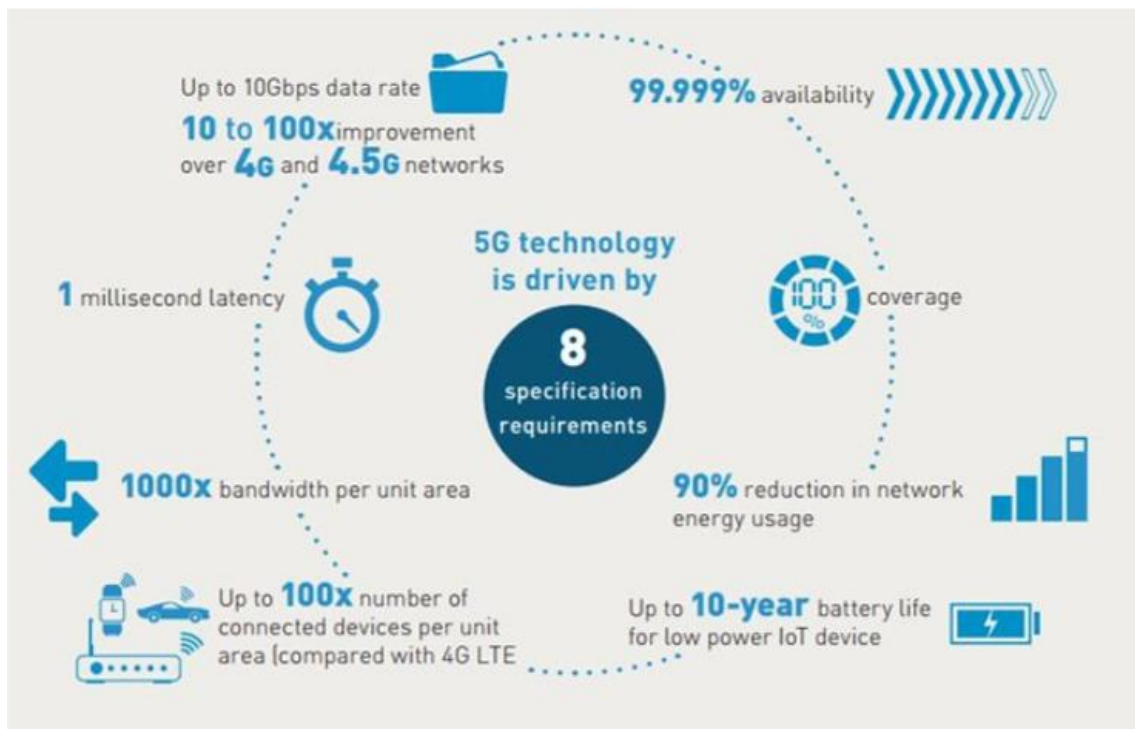 Up to 10Gbps data rate
10 to 100x improvement
over 4G and 4.5G networks
99.999% availability
5G technology
is driven by
8
specification
requirements
1 millisecond latency
100
%
coverage
1000x bandwidth per unit area
90% reduction in network
energy usage
Up to 100x number of
connected devices per unit
area (compared with 4G LTE
Up to 10-year battery life
for low power IoT device